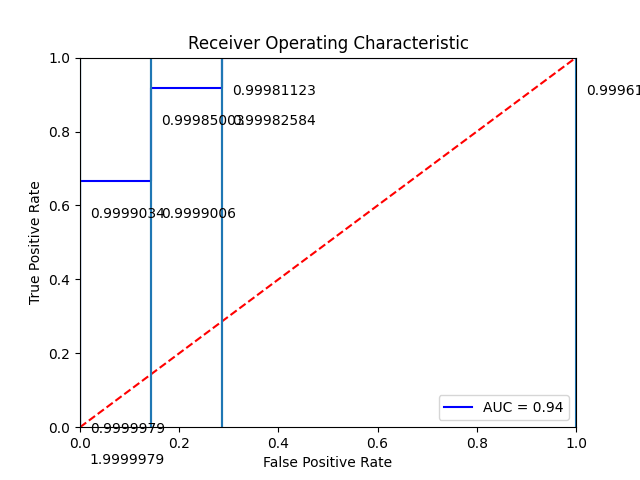 Receiver Operating Characteristic
1.0
0.99981123
0.99961
0.99985003
0.99982584
0.8
0.6
0.9999034
0.9999006
True Positive Rate
0.4
0.2
AUC = 0.94
0.0
0.9999979
0.0 0.2 0.4 0.6 0.8 1.0
1.9999979
False Positive Rate